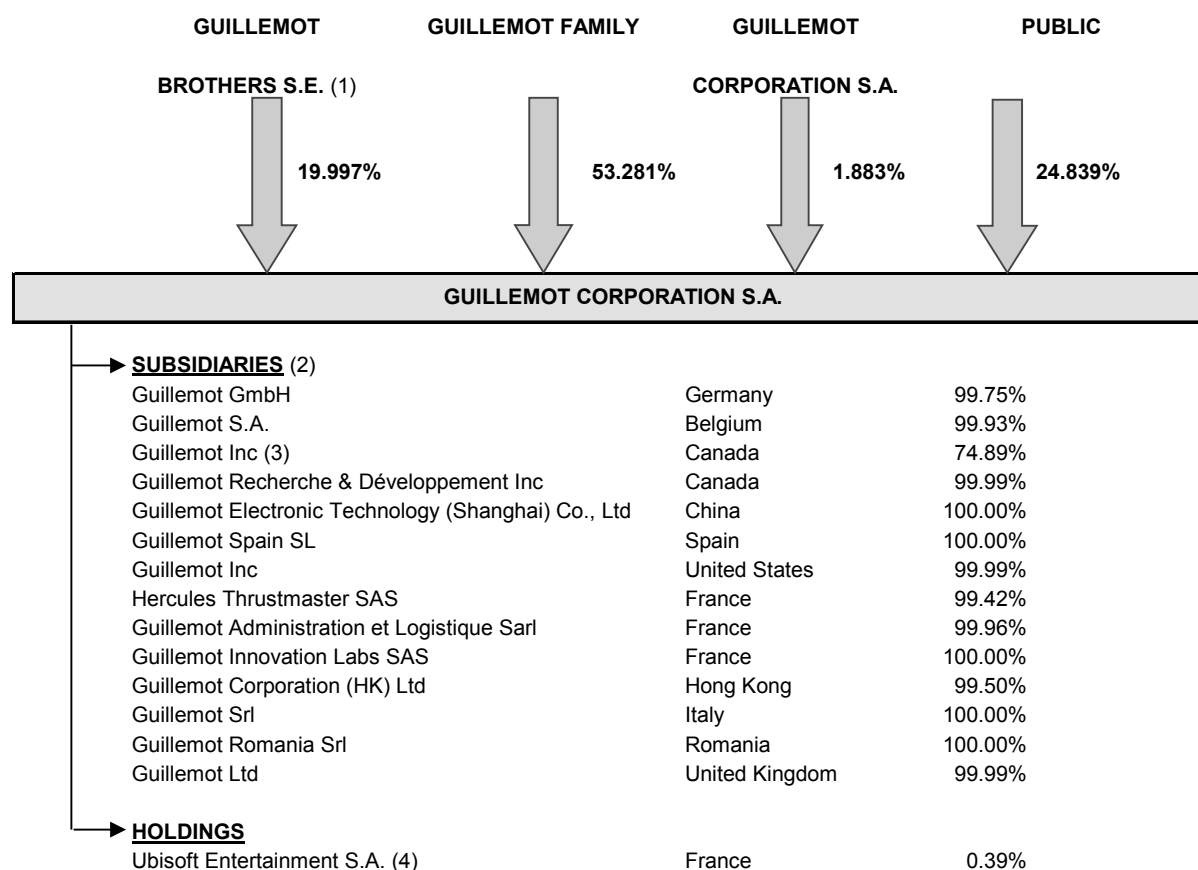 GUILLEMOT GUILLEMOT FAMILY GUILLEMOT PUBLIC
BROTHERS S.E. (1) CORPORATION S.A.
19.997% 53.281% 1.883% 24.839%
GUILLEMOT CORPORATION S.A.
SUBSIDIARIES (2)
Guillemot GmbH Germany 99.75%
Guillemot S.A. Belgium 99.93%
Guillemot Inc (3) Canada 74.89%
Guillemot Recherche & Développement Inc Canada 99.99%
Guillemot Electronic Technology (Shanghai) Co., Ltd China 100.00%
Guillemot Spain SL Spain 100.00%
Guillemot Inc United States 99.99%
Hercules Thrustmaster SAS France 99.42%
Guillemot Administration et Logistique Sarl France 99.96%
Guillemot Innovation Labs SAS France 100.00%
Guillemot Corporation (HK) Ltd Hong Kong 99.50%
Guillemot Srl Italy 100.00%
Guillemot Romania Srl Romania 100.00%
Guillemot Ltd United Kingdom 99.99%
HOLDINGS
Ubisoft Entertainment S.A. (4) France 0.39%